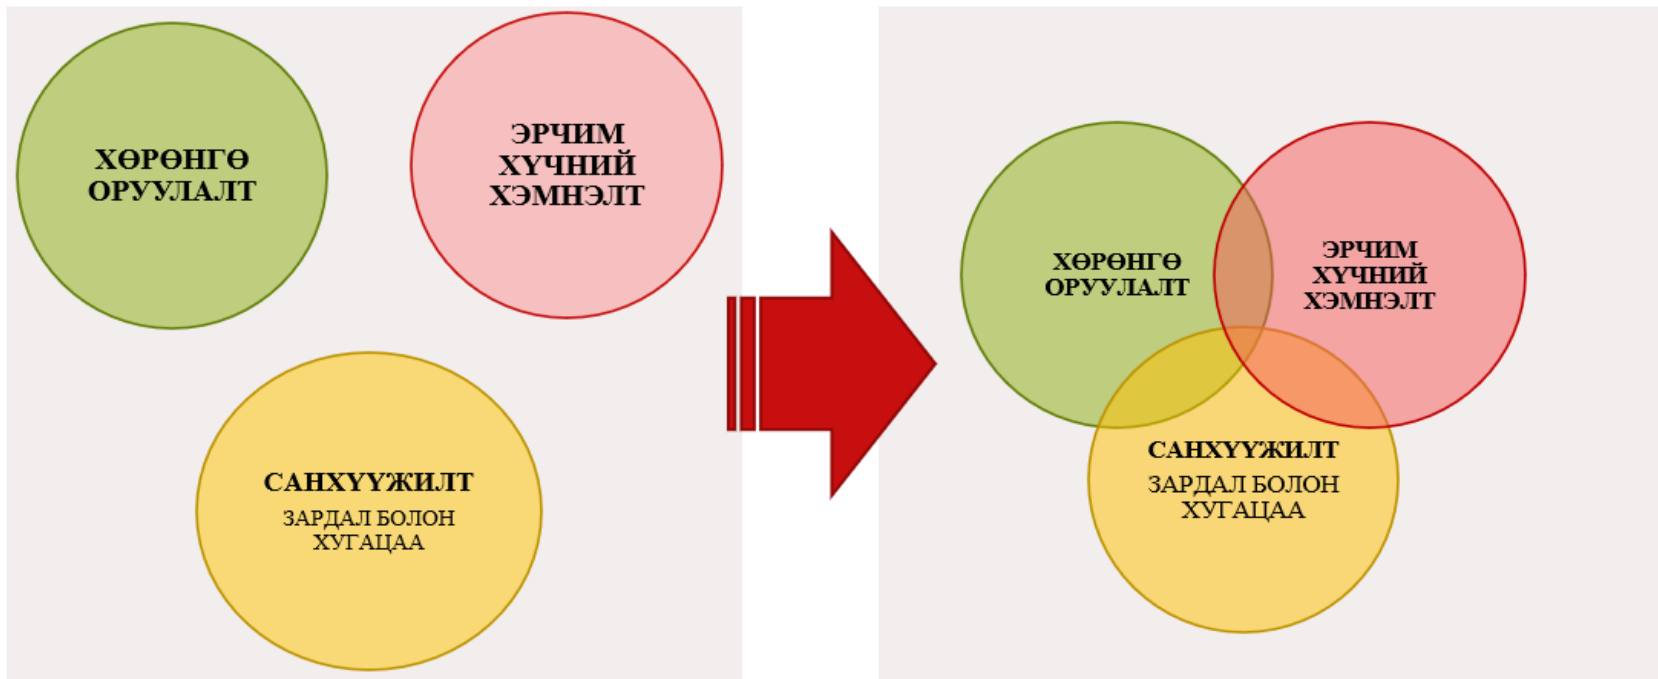 ХӨРӨНГӨ
ОРУУЛАЛТ
ЭРЧИМ
ХҮЧНИЙ
ХЭМНЭЛТ
САНХҮҮЖИЛТ
ЗАРДАЛ БОЛОН
ХУГАЦАА
ХӨРӨНГӨ
ОРУУЛАЛТ
ЭРЧИМ
ХҮЧНИЙ
ХЭМНЭЛТ
САНХҮҮЖИЛТ
ЗАРДАЛ БОЛОН
ХУГАЦАА